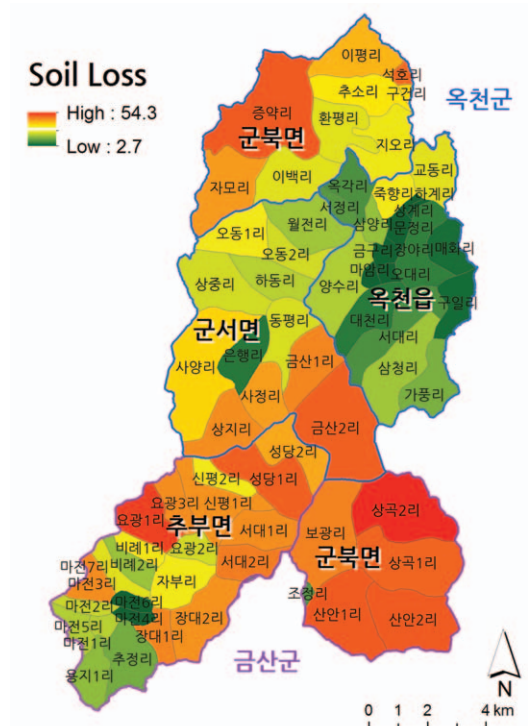 Soil Loss
High : 54.3
Low : 2.7
이평리
석호리
추소리
구건리
옥천군
증약리
환평리
군북면
지오리
교동리
이백리
옥각리
자모리
죽향리
하계리
서정리
상계리
월전리
삼양리
문정리
오동1리
금구리
장야리
매화리
오동2리
마암리
오대리
상중리
하동리
양수리
옥천읍
구일리
동평리
대천리
군서면
서대리
은행리
금산1리
사양리
삼청리
사정리
가풍리
상지리
금산2리
성당2리
신평2리
성당1리
상곡2리
요광3리
신평1리
요광1리
추부면
서대1리
보광리
군북면
비례1리
요광2리
상곡1리
마전7리
비례2리
서대2리
마전3리
자부리
조정리
마전2리
마전6리
산안1리
산안2리
마전4리
장대2리
마전5리
장대1리
마전1리
추정리
금산군
용지1리
N
0 1 2 4 km